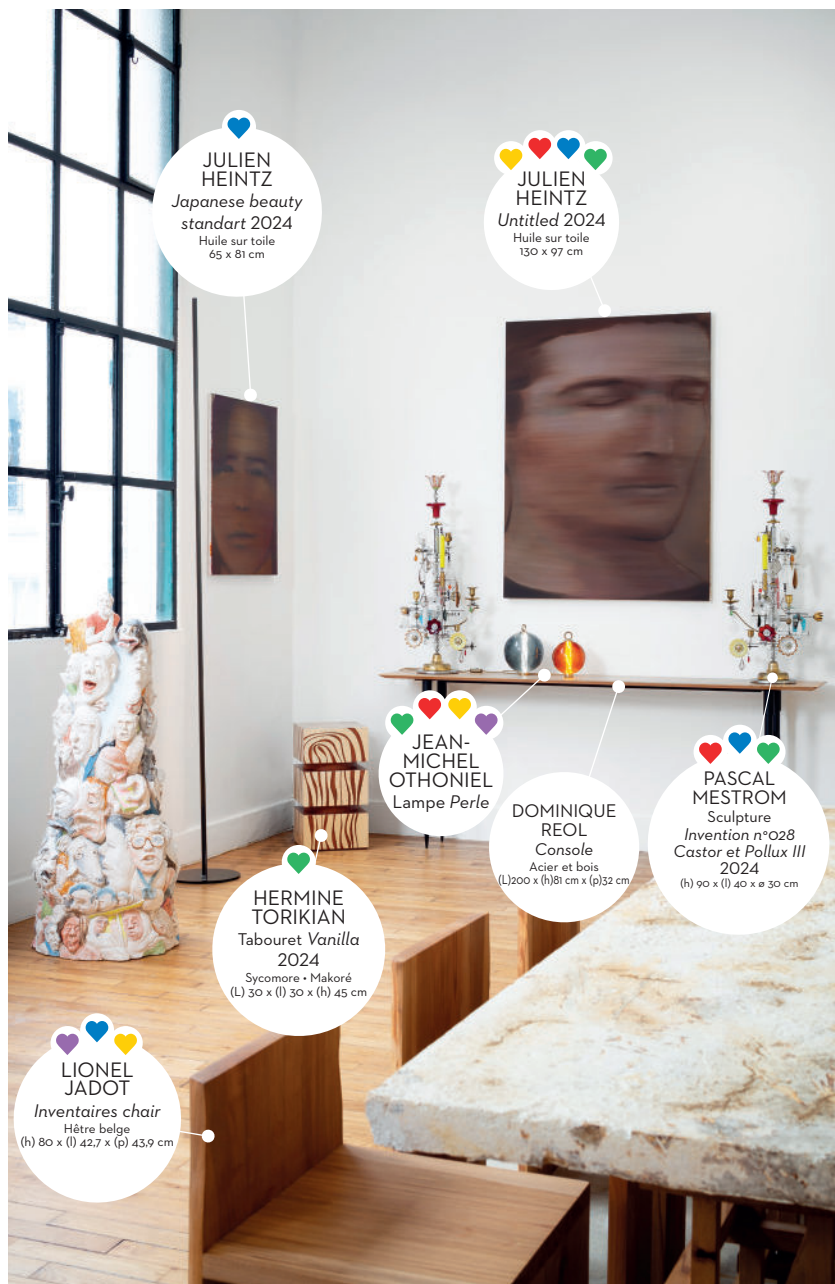 JULIEN
HEINTZ
Japanese beauty
standart 2024
Huile sur toile
65 x 81 cm
JULIEN
HEINTZ
Untitled 2024
Huile sur toile
130 x 97 cm
JEAN-
MICHEL
OTHONIEL
Lampe Perle
DOMINIQUE
REOL
Console
Acier et bois
(L)200 x (h)81 cm x (p)32 cm
PASCAL
MESTROM
Sculpture
Invention n°028
Castor et Pollux III
2024
(h) 90 x (l) 40 x ø 30 cm
HERMINE
TORIKIAN
Tabouret Vanilla
2024
Sycomore • Makoré
(L) 30 x (l) 30 x (h) 45 cm
LIONEL
JADOT
Inventaires chair
Hêtre belge
(h) 80 x (l) 42,7 x (p) 43,9 cm